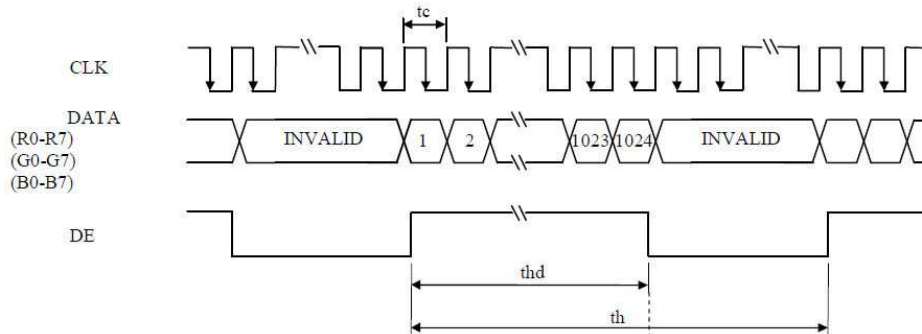 tc
CLK
DATA
(R0-R7)
(G0-G7)
(B0-B7)
INVALID 1 2 1023 1024 INVALID
DE
thd
th